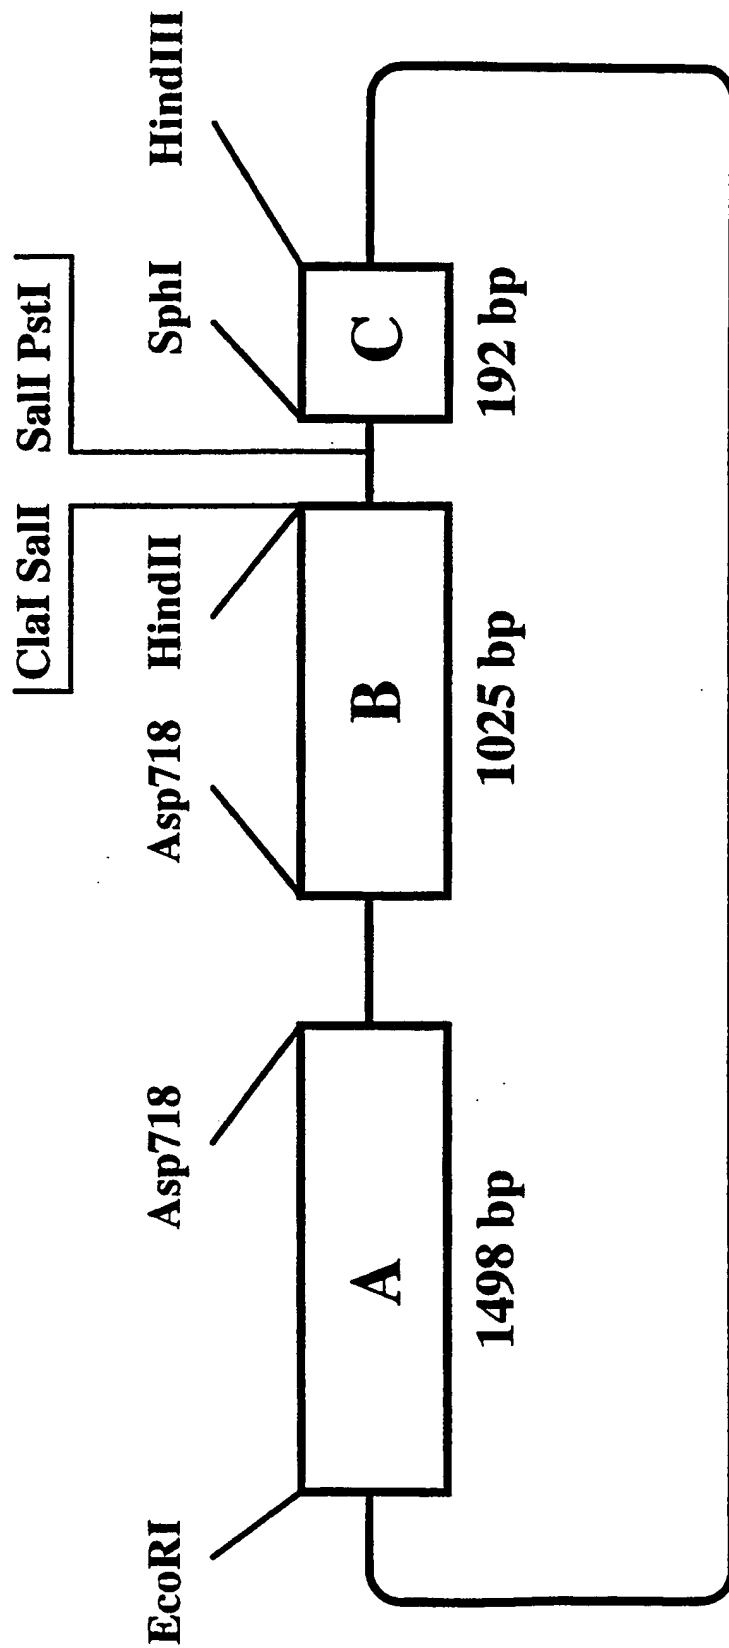 ClaI SalI
SalI PstI
EcoRI
Asp718
Asp718
HindII
SphI
HindIII
A
B
C
1498 bp
1025 bp
192 bp